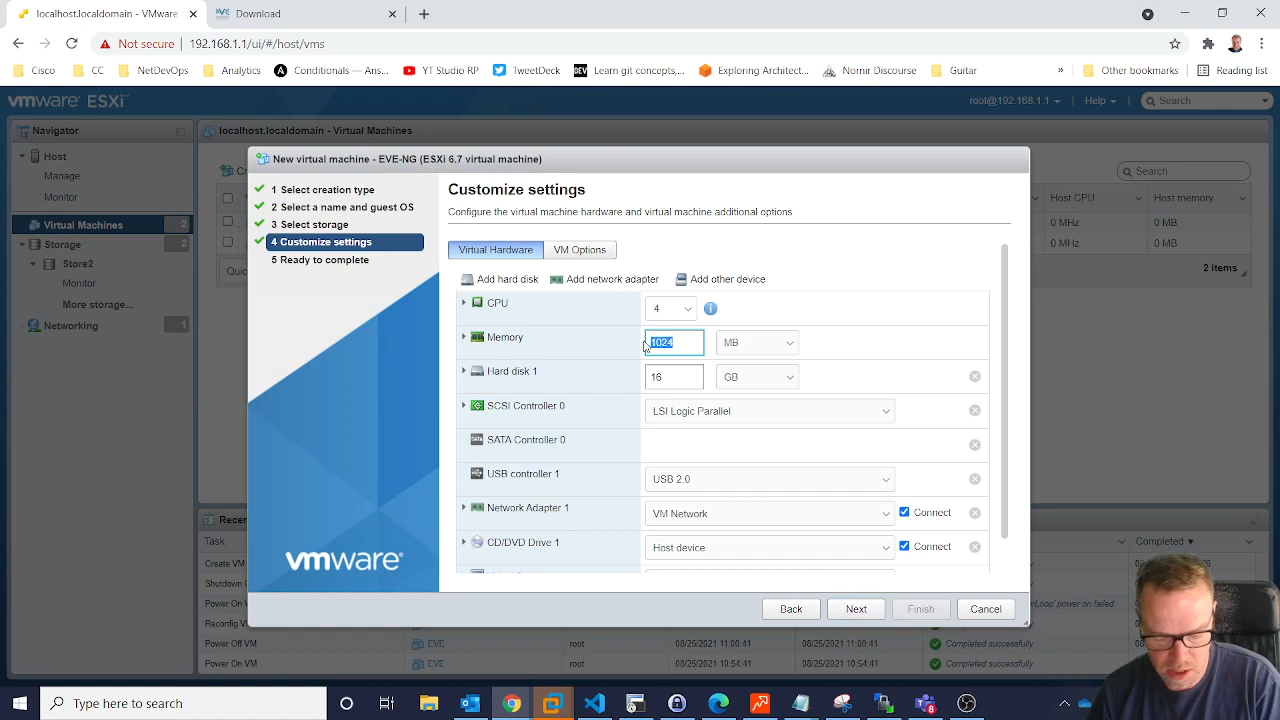 localhost.localdomain - VMware
Download
Not secure 192.168.1.1/ui/#/host/vms
Cisco CC NetDevOps Analytics Conditionals — Ans... YT Studio RP TweetDeck DEV Learn git concepts,... Exploring Architect... Nornir Discourse Guitar » Other bookmarks Reading list
vmware ESXi™ root@192.168.1.1 Help Search
Navigator
localhost.localdomain - Virtual Machines
Host
Manage
Monitor
Virtual Machines 2
Storage 2
Store2
Monitor
More storage...
Networking 1
Search
Host CPU Host memory
0 MHz 0 MB
0 MHz 0 MB
2 items
New virtual machine - EVE-NG (ESXi 6.7 virtual machine)
1 Select creation type
2 Select a name and guest OS
3 Select storage
4 Customize settings
5 Ready to complete
vmware®
Customize settings
Configure the virtual machine hardware and virtual machine additional options
Virtual Hardware VM Options
Add hard disk Add network adapter Add other device
CPU 4
Memory 1024 MB
Hard disk 1 16 GB
SCSI Controller 0 LSI Logic Parallel
SATA Controller 0
USB controller 1 USB 2.0
Network Adapter 1 VM Network Connect
CD/DVD Drive 1 Host device Connect
Back Next Finish Cancel
Task Completed
Create VM
Shutdown
Power On
Reconfig VM
Power Off VM EVE root 08/25/2021 11:00:41 08/25/2021 11:00:41 Completed successfully
Power On VM EVE root 08/25/2021 10:54:41 08/25/2021 10:54:41 Completed successfully
Type here to search